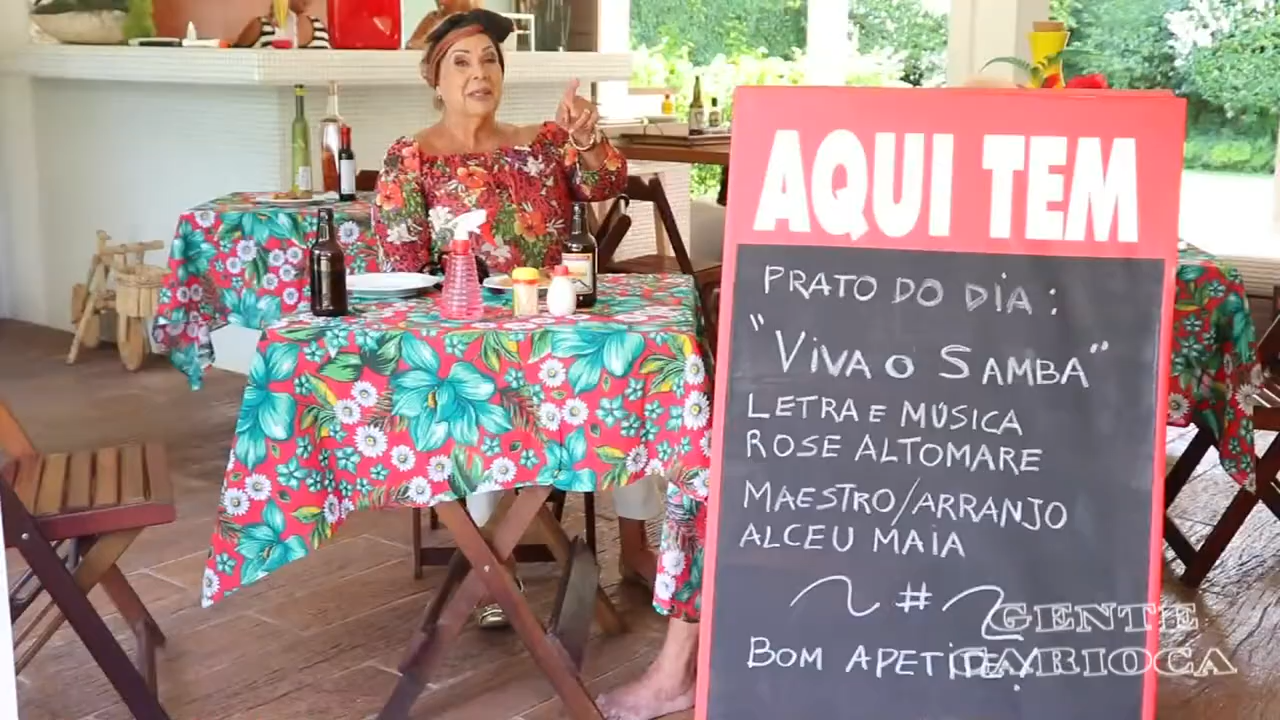 AQUI TEM
PRATO DO DIA:
"VIVA O SAMBA"
LETRA E MÚSICA
ROSE ALTOMARE
MAESTRO/ARRANJO
ALCEU MAIA
#
BOM APETITE!
GENTE
CARIOCA